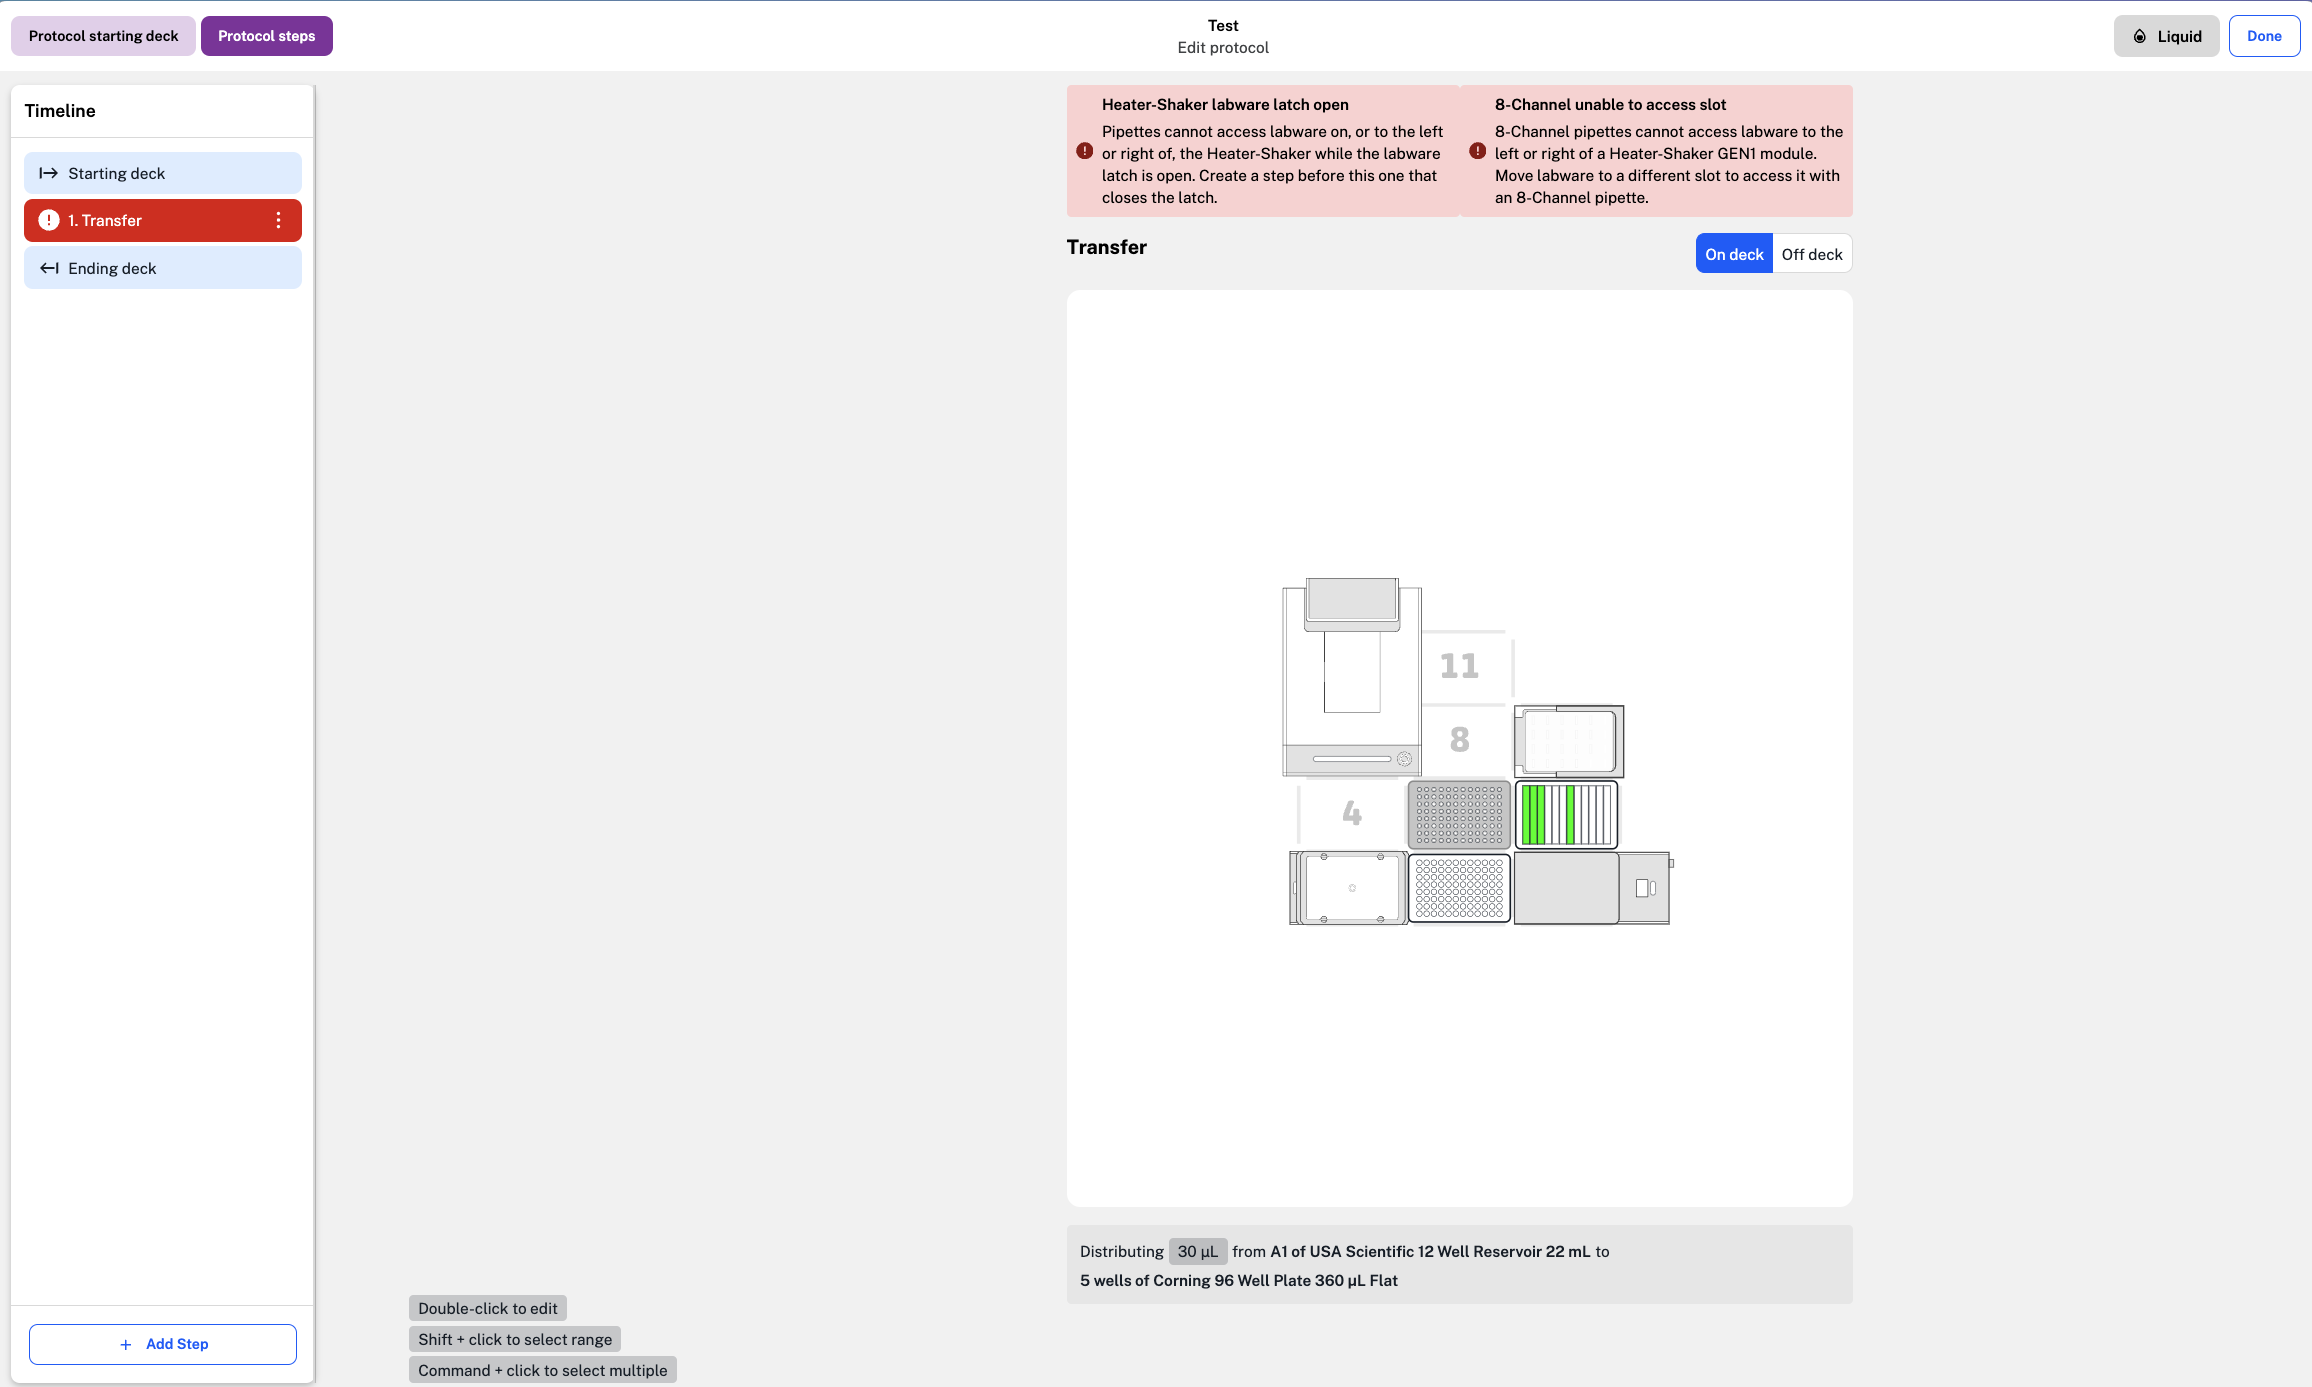 Protocol starting deck
Protocol steps
Test
Edit protocol
Liquid
Done
Timeline
Starting deck
1. Transfer
Ending deck
Heater-Shaker labware latch open
Pipettes cannot access labware on, or to the left
or right of, the Heater-Shaker while the labware
latch is open. Create a step before this one that
closes the latch.
8-Channel unable to access slot
8-Channel pipettes cannot access labware to the
left or right of a Heater-Shaker GEN1 module.
Move labware to a different slot to access it with
an 8-Channel pipette.
Transfer
On deck
Off deck
11
8
4
Distributing 30 µL from A1 of USA Scientific 12 Well Reservoir 22 mL to
5 wells of Corning 96 Well Plate 360 µL Flat
Double-click to edit
Shift + click to select range
Command + click to select multiple
+ Add Step